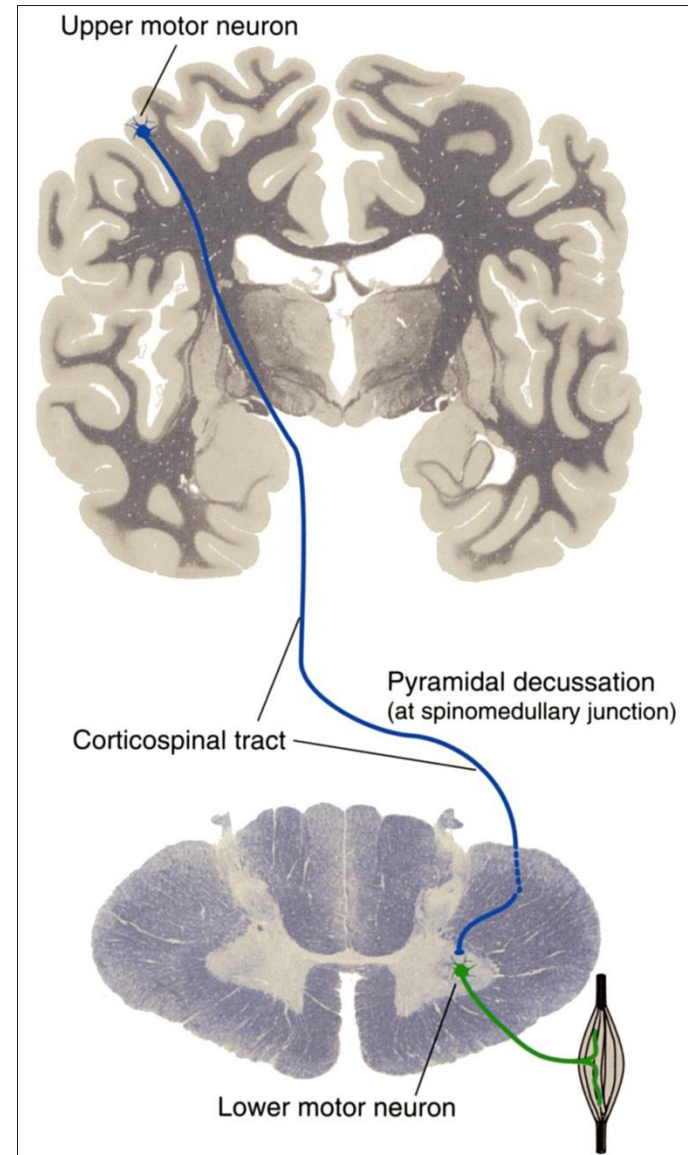 Upper motor neuron
Pyramidal decussation
(at spinomedullary junction)
Corticospinal tract
Lower motor neuron